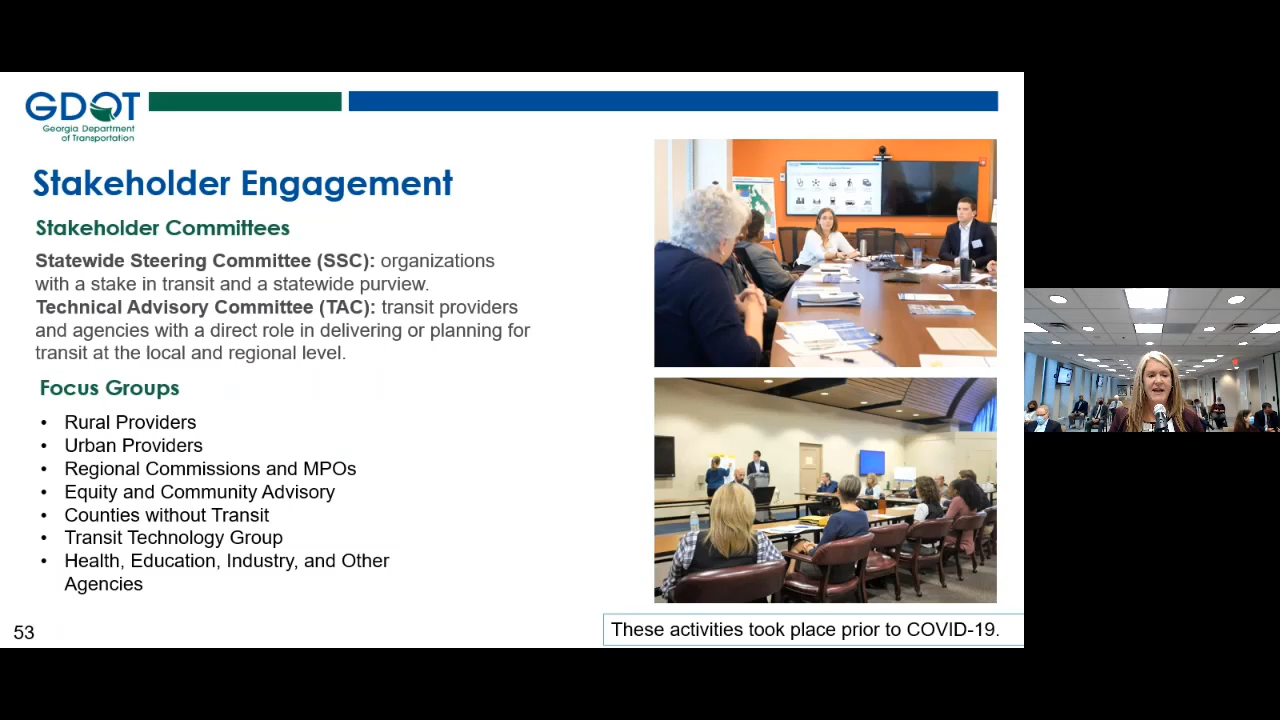 GDOT
Georgia Department
of Transportation
Stakeholder Engagement
Stakeholder Committees
Statewide Steering Committee (SSC): organizations
with a stake in transit and a statewide purview.
Technical Advisory Committee (TAC): transit providers
and agencies with a direct role in delivering or planning for
transit at the local and regional level.
Focus Groups
• Rural Providers
• Urban Providers
• Regional Commissions and MPOs
• Equity and Community Advisory
• Counties without Transit
• Transit Technology Group
• Health, Education, Industry, and Other
Agencies
These activities took place prior to COVID-19.
53